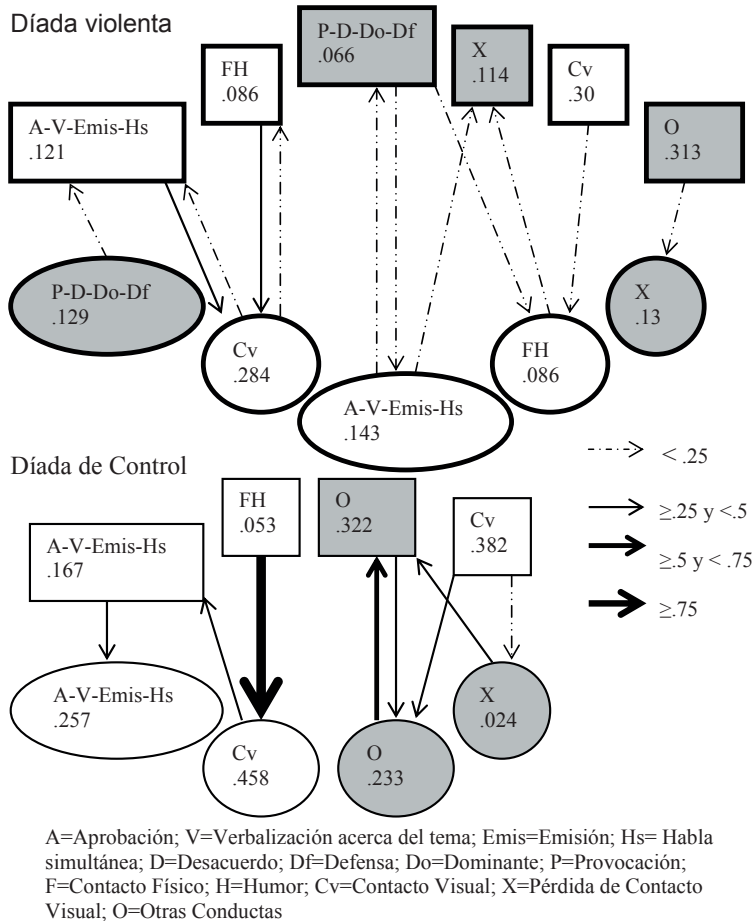 Díada violenta
P-D-Do-Df
.066
X
.114
FH
.086
Cv
.30
A-V-Emis-Hs
.121
O
.313
P-D-Do-Df
.129
X
.13
Cv
.284
FH
.086
A-V-Emis-Hs
.143
Díada de Control
< .25
≥.25 y <.5
≥.5 y < .75
≥.75
FH
.053
O
.322
Cv
.382
A-V-Emis-Hs
.167
A-V-Emis-Hs
.257
X
.024
Cv
.458
O
.233
A=Aprobación; V=Verbalización acerca del tema; Emis=Emisión; Hs= Habla
simultánea; D=Desacuerdo; Df=Defensa; Do=Dominante; P=Provocación;
F=Contacto Físico; H=Humor; Cv=Contacto Visual; X=Pérdida de Contacto
Visual; O=Otras Conductas